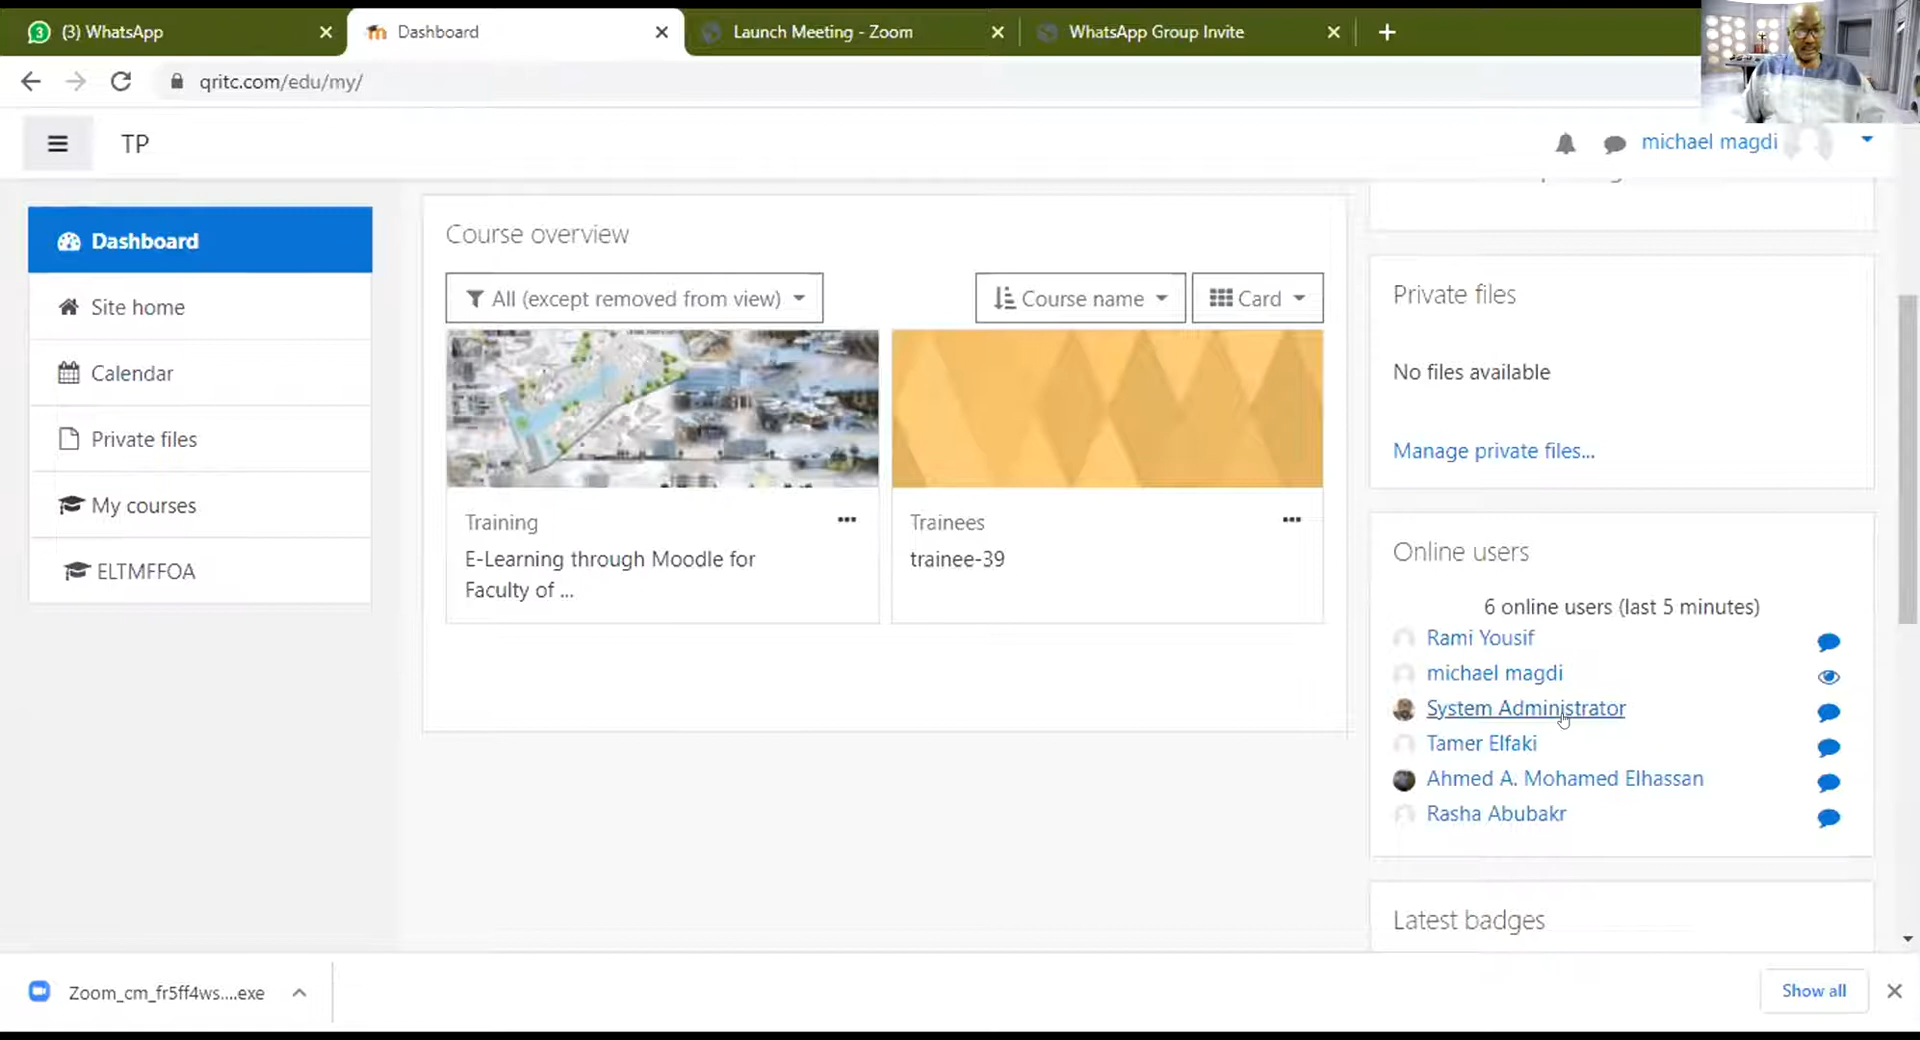 (3) WhatsApp
Dashboard
Launch Meeting - Zoom
WhatsApp Group Invite
qritc.com/edu/my/
TP
michael magdi
Dashboard
Site home
Calendar
Private files
My courses
ELTMFFOA
Course overview
All (except removed from view)
Course name
Card
Training
E-Learning through Moodle for
Faculty of ...
Trainees
trainee-39
Private files
No files available
Manage private files...
Online users
6 online users (last 5 minutes)
Rami Yousif
michael magdi
System Administrator
Tamer Elfaki
Ahmed A. Mohamed Elhassan
Rasha Abubakr
Latest badges
Zoom_cm_fr5ff4ws....exe
Show all